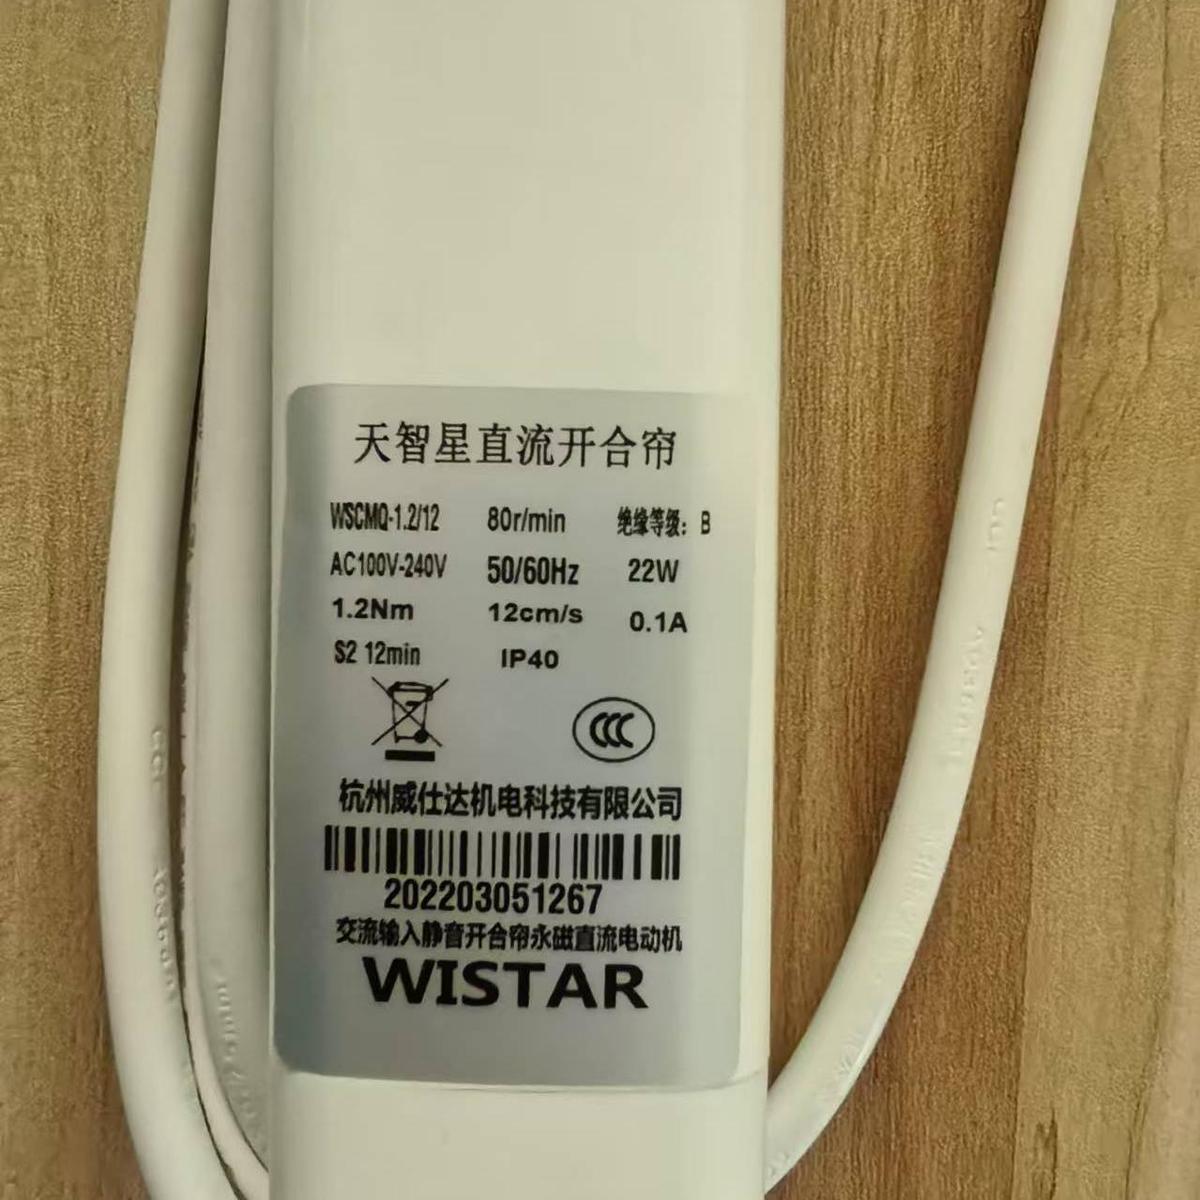 天智星直流开合帘
WSCMQ-1.2/12 80r/min 绝缘等级：B
AC100V-240V 50/60Hz 22W
1.2Nm 12cm/s 0.1A
S2 12min IP40
CCC
杭州威仕达机电科技有限公司
202203051267
交流输入静音开合帘永磁直流电动机
WISTAR